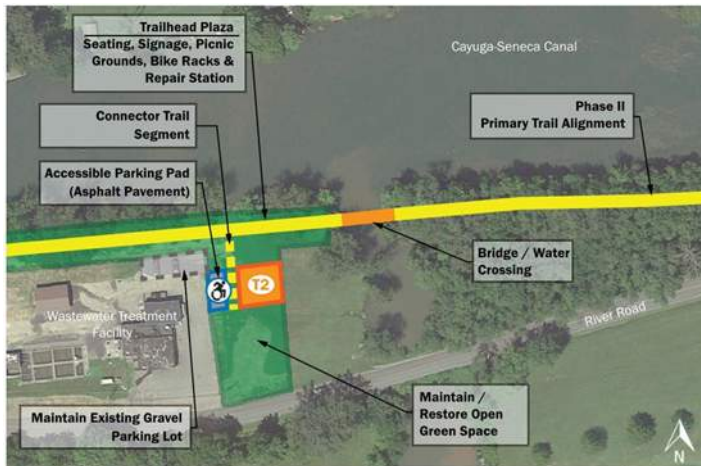 Trailhead Plaza
Seating, Signage, Picnic
Grounds, Bike Racks &
Repair Station
Cayuga-Seneca Canal
Connector Trail
Segment
Phase II
Primary Trail Alignment
Accessible Parking Pad
(Asphalt Pavement)
Bridge / Water
Crossing
T2
Wastewater Treatment
Facility
River Road
Maintain Existing Gravel
Parking Lot
Maintain /
Restore Open
Green Space
N